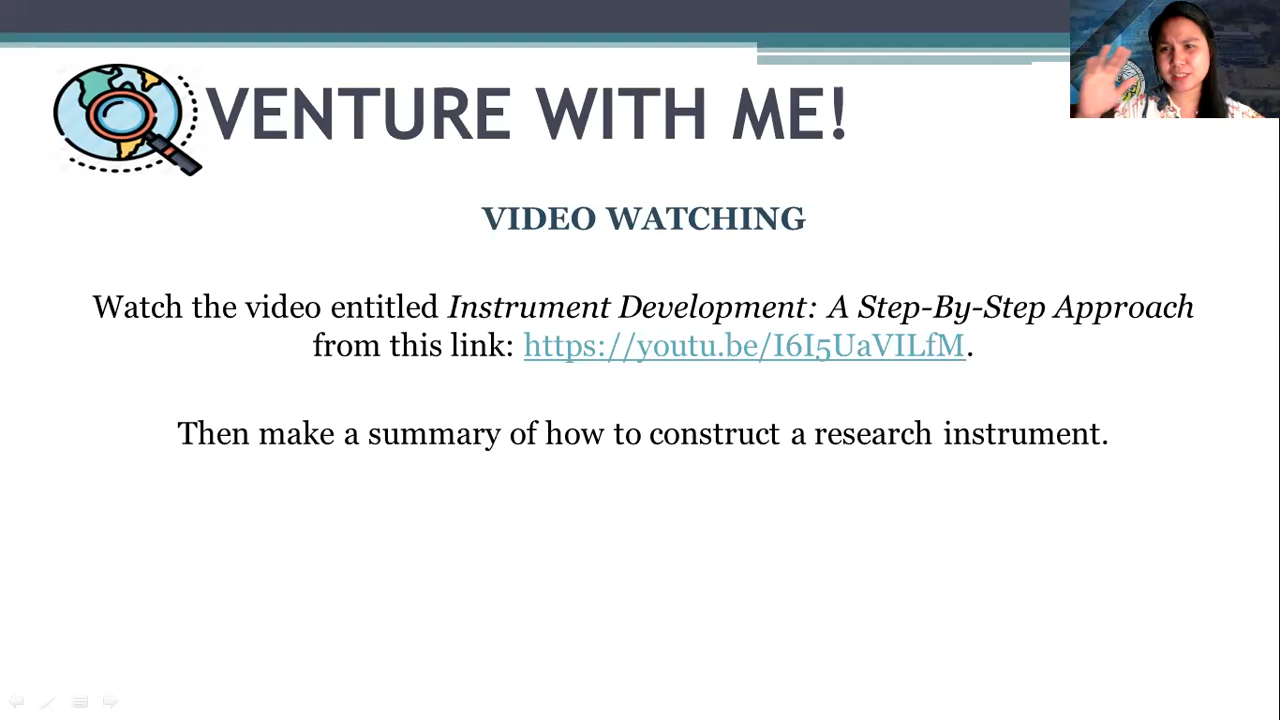 VENTURE WITH ME!
VIDEO WATCHING
Watch the video entitled Instrument Development: A Step-By-Step Approach
from this link: https://youtu.be/I6I5UaVILfM.
Then make a summary of how to construct a research instrument.